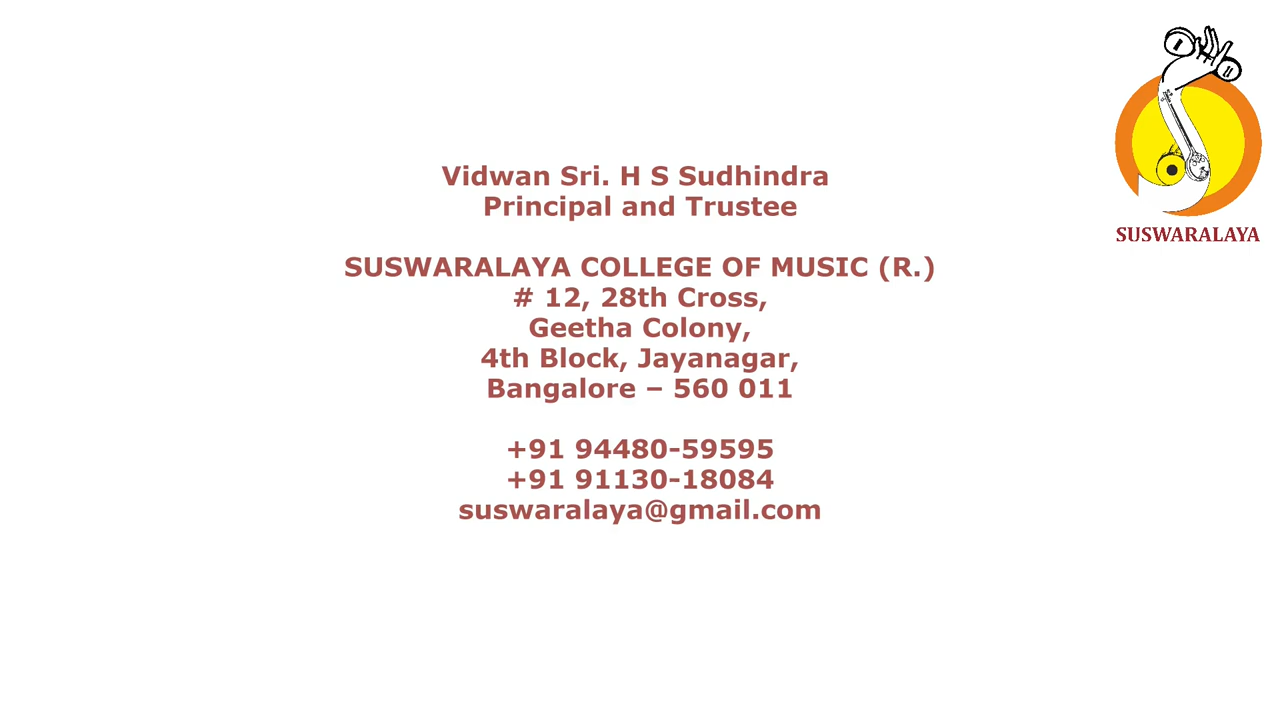 Vidwan Sri. H S Sudhindra
Principal and Trustee
SUSWARALAYA COLLEGE OF MUSIC (R.)
# 12, 28th Cross,
Geetha Colony,
4th Block, Jayanagar,
Bangalore – 560 011
+91 94480-59595
+91 91130-18084
suswaralaya@gmail.com
SUSWARALAYA